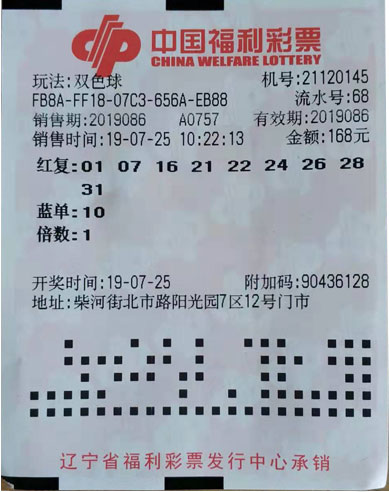 中国福利彩票
CHINA WELFARE LOTTERY
玩法:双色球 机号:21120145
FB8A-FF18-07C3-656A-EB88 流水号:68
销售期:2019086 A0757 有效期:2019086
销售时间:19-07-25 10:22:13 金额:168元
红复:01 07 16 21 22 24 26 28
31
蓝单:10
倍数:1
开奖时间:19-07-25 附加码:90436128
地址:柴河街北市路阳光园7区12号门市
辽宁省福利彩票发行中心承销